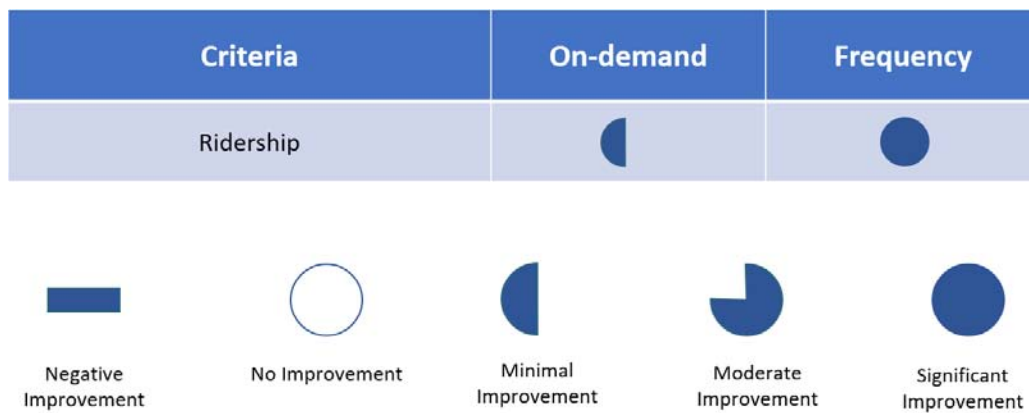 Criteria On-demand Frequency
Ridership
Negative Improvement
No Improvement
Minimal Improvement
Moderate Improvement
Significant Improvement